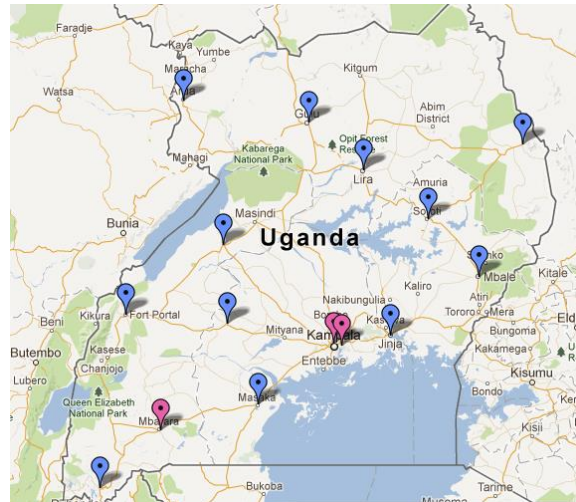 Faradje
Kaya
Yumbe
Maracha
Arua
Watsa
Kitgum
Gulu
Abim
District
Opit Forest
Mahagi
Kabarega
National Park
Lira
Amuria
Soroti
Bunia
Masindi
Uganda
Mbale
Kitale
Nakibungulia
Kaliro
Atiri
Tororo
Mera
Beni
Kikura
Fort Portal
Mityana
Kampala
Jinja
Bungoma
Kakamega
Entebbe
Butembo
Kasese
Chanjojo
Lubero
Kisumu
Queen Elizabeth
National Park
Masaka
Bondo
Mbarara
Kisii
Bukoba
Tarime